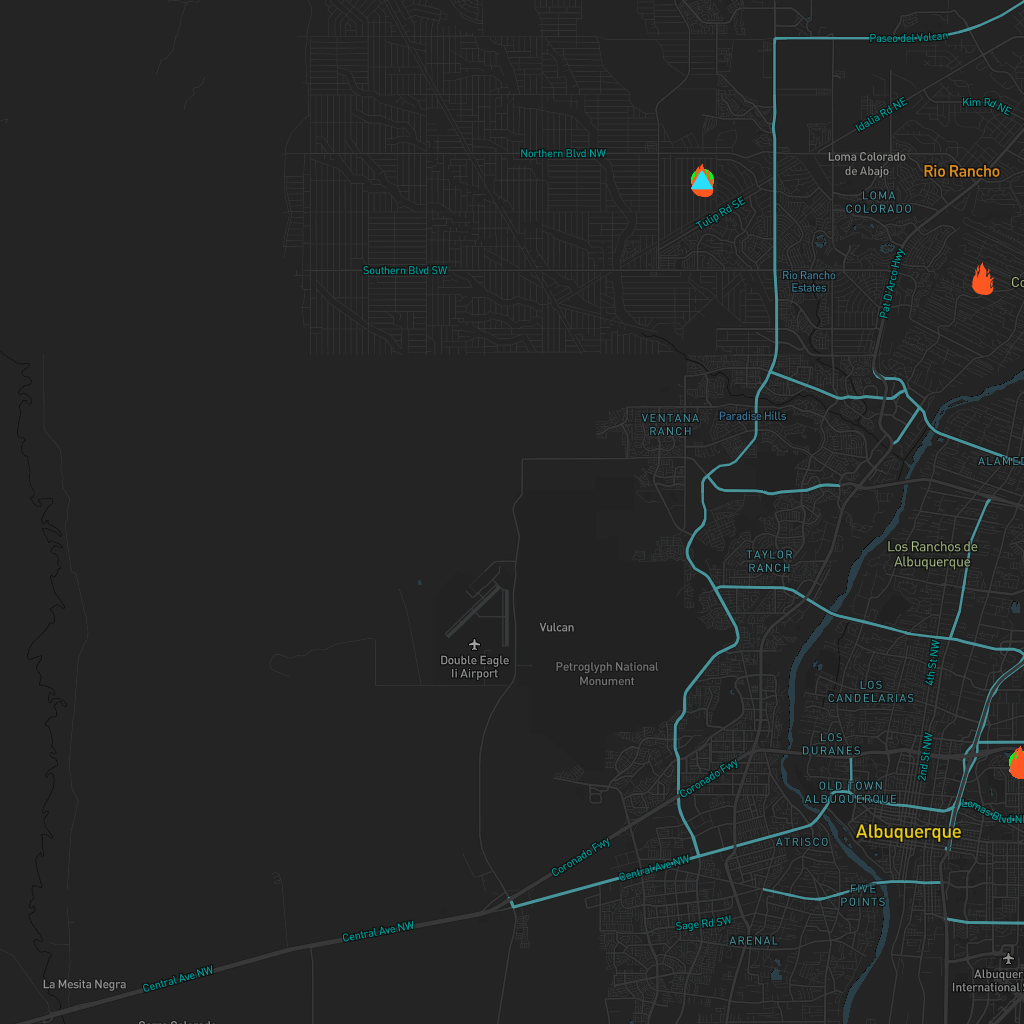 Paseo del Volcan
Kim Rd NE
Idalia Rd NE
Northern Blvd NW
Loma Colorado
de Abajo
Rio Rancho
LOMA
COLORADO
Tulip Rd SE
Southern Blvd SW
Rio Rancho
Estates
Pat D'Arco Hwy
Co
VENTANA
RANCH
Paradise Hills
ALAMED
TAYLOR
RANCH
Los Ranchos de
Albuquerque
Vulcan
Double Eagle
Ii Airport
Petroglyph National
Monument
4th St NW
LOS
CANDELARIAS
LOS
DURANES
2nd St NW
Coronado Fwy
OLD TOWN
ALBUQUERQUE
Lomas Blvd NE
Albuquerque
ATRISCO
Coronado Fwy
Central Ave NW
FIVE
POINTS
Sage Rd SW
Central Ave NW
ARENAL
La Mesita Negra
Central Ave NW
Albuquer
International S